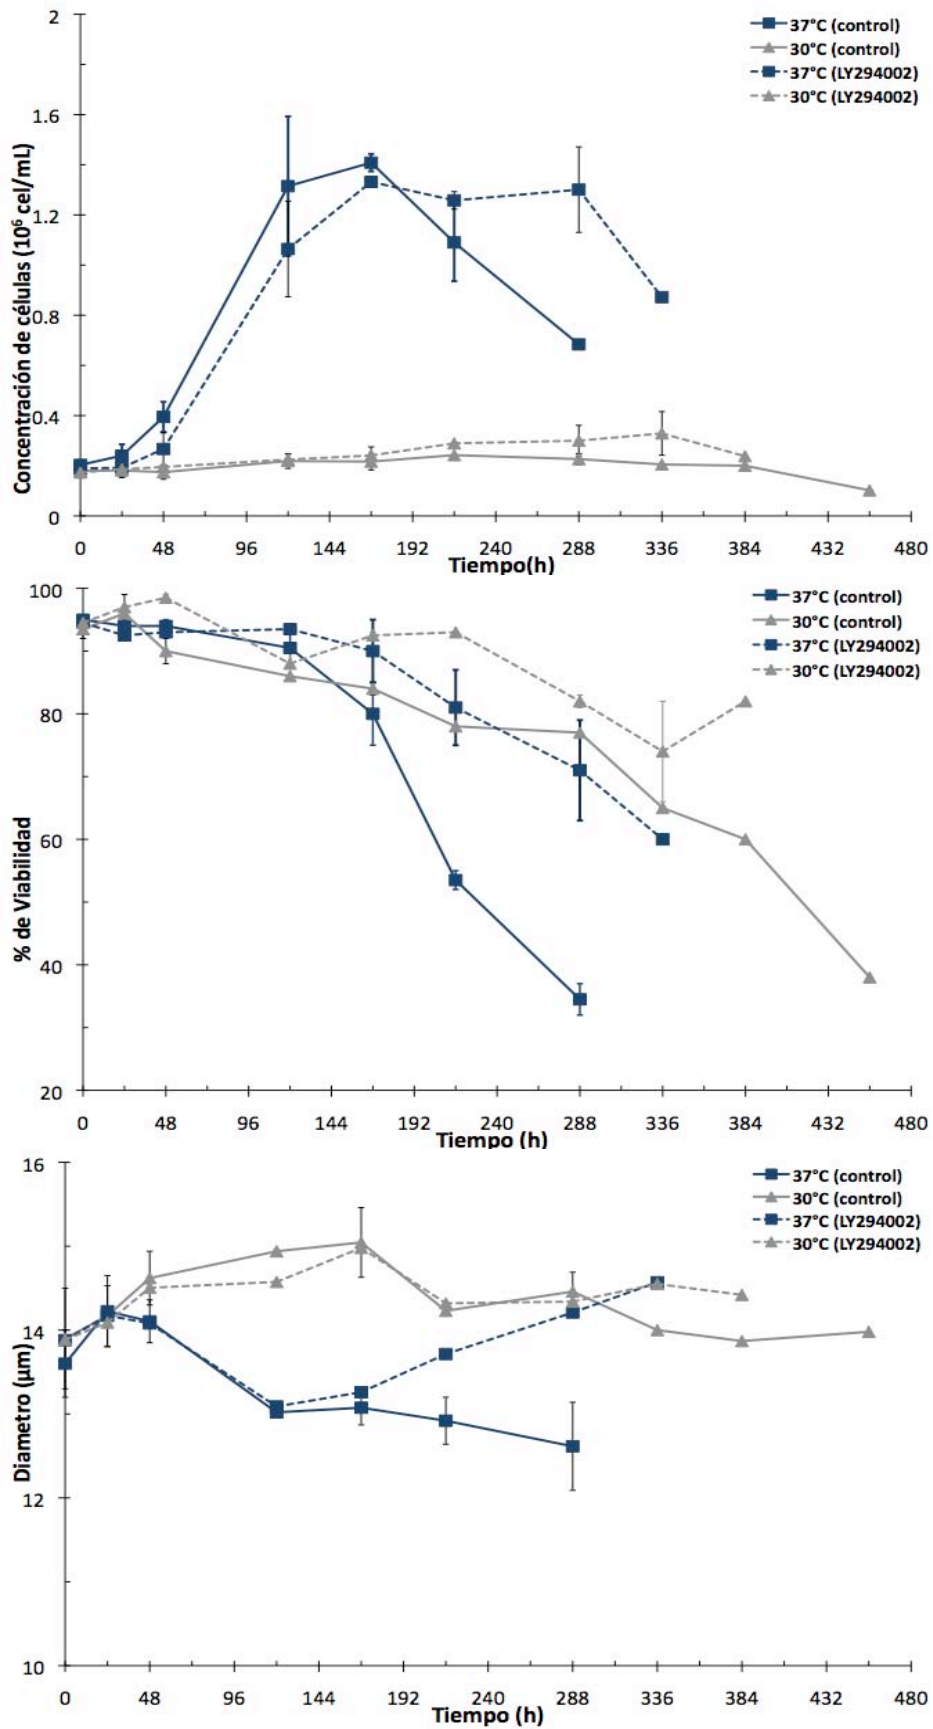 2
1.6
1.2
0.8
0.4
0
Concentración de células (10⁶ cel/mL)
37°C (control)
30°C (control)
37°C (LY294002)
30°C (LY294002)
0 48 96 144 192 240 288 336 384 432 480
Tiempo(h)
100
80
60
40
20
% de Viabilidad
37°C (control)
30°C (control)
37°C (LY294002)
30°C (LY294002)
0 48 96 144 192 240 288 336 384 432 480
Tiempo (h)
16
14
12
10
Diametro (µm)
37°C (control)
30°C (control)
37°C (LY294002)
30°C (LY294002)
0 48 96 144 192 240 288 336 384 432 480
Tiempo (h)